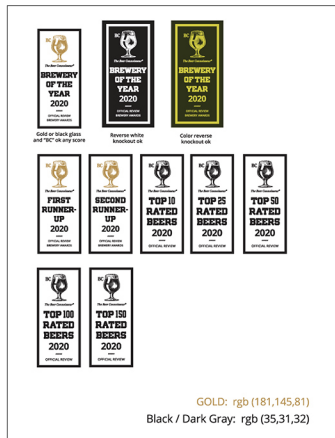 BC
The Beer Connoisseur®
BREWERY
OF THE
YEAR
2020
OFFICIAL REVIEW
BREWERY AWARDS
BC
The Beer Connoisseur®
BREWERY
OF THE
YEAR
2020
OFFICIAL REVIEW
BREWERY AWARDS
BC
The Beer Connoisseur®
BREWERY
OF THE
YEAR
2020
OFFICIAL REVIEW
BREWERY AWARDS
Gold or black glass
and "BC" ok any score
Reverse white
knockout ok
Color reverse
knockout ok
BC
The Beer Connoisseur®
FIRST
RUNNER-
UP
2020
OFFICIAL REVIEW
BREWERY AWARDS
BC
The Beer Connoisseur®
SECOND
RUNNER-
UP
2020
OFFICIAL REVIEW
BREWERY AWARDS
BC
The Beer Connoisseur®
TOP 10
RATED
BEERS
2020
OFFICIAL REVIEW
BC
The Beer Connoisseur®
TOP 25
RATED
BEERS
2020
OFFICIAL REVIEW
BC
The Beer Connoisseur®
TOP 50
RATED
BEERS
2020
OFFICIAL REVIEW
BC
The Beer Connoisseur®
TOP 100
RATED
BEERS
2020
OFFICIAL REVIEW
BC
The Beer Connoisseur®
TOP 150
RATED
BEERS
2020
OFFICIAL REVIEW
GOLD: rgb (181,145,81)
Black / Dark Gray: rgb (35,31,32)